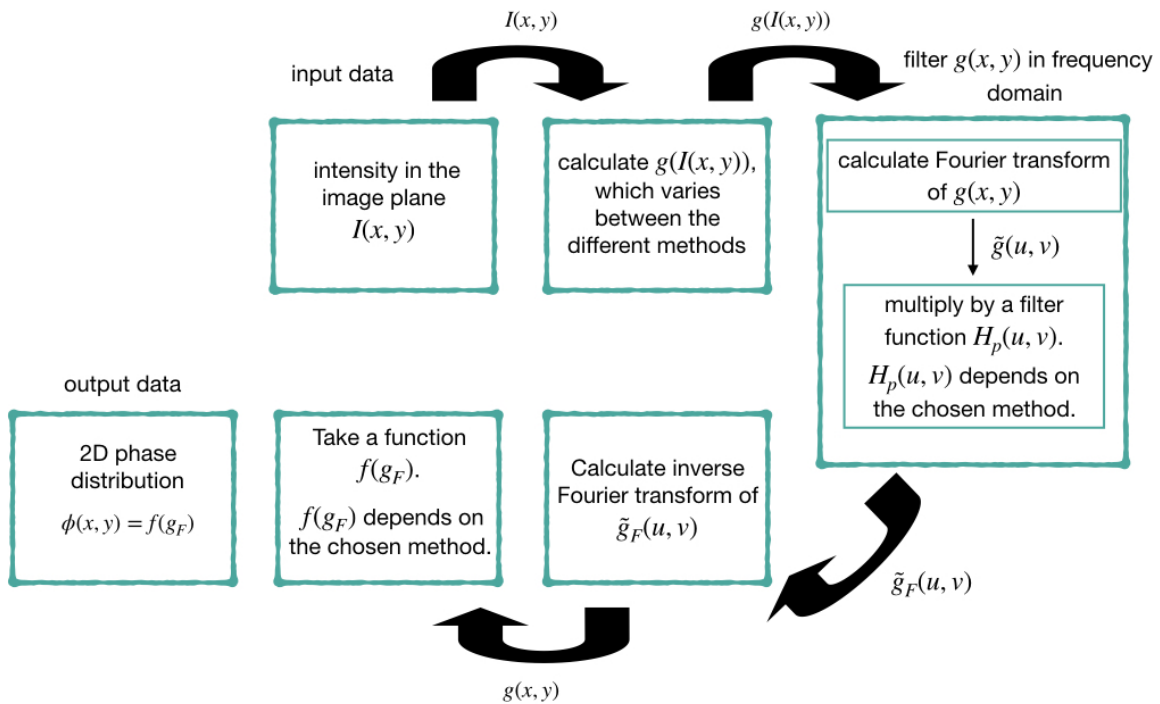 I(x, y)
g(I(x, y))
input data
filter g(x, y) in frequency
domain
intensity in the
image plane
I(x, y)
calculate g(I(x, y)),
which varies
between the
different methods
calculate Fourier transform
of g(x, y)
g̃(u, v)
multiply by a filter
function Hₚ(u, v).
Hₚ(u, v) depends on
the chosen method.
g̃_F(u, v)
Calculate inverse
Fourier transform of
g̃_F(u, v)
g(x, y)
Take a function
f(g_F).
f(g_F) depends on
the chosen method.
output data
2D phase
distribution
ϕ(x, y) = f(g_F)